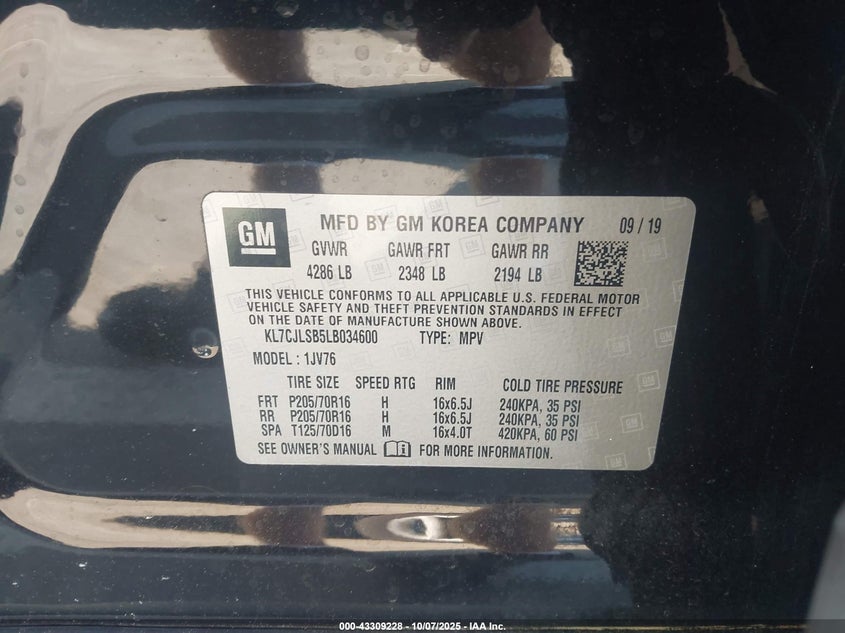 GM MFD BY GM KOREA COMPANY 09 / 19
GVWR GAWR FRT GAWR RR
4286 LB 2348 LB 2194 LB
THIS VEHICLE CONFORMS TO ALL APPLICABLE U.S. FEDERAL MOTOR
VEHICLE SAFETY AND THEFT PREVENTION STANDARDS IN EFFECT
ON THE DATE OF MANUFACTURE SHOWN ABOVE.
KL7CJLSB5LB034600 TYPE: MPV
MODEL : 1JV76
TIRE SIZE SPEED RTG RIM COLD TIRE PRESSURE
FRT P205/70R16 H 16x6.5J 240KPA, 35 PSI
RR P205/70R16 H 16x6.5J 240KPA, 35 PSI
SPA T125/70D16 M 16x4.0T 420KPA, 60 PSI
SEE OWNER'S MANUAL FOR MORE INFORMATION.
000-43309228 - 10/07/2025 - IAA Inc.